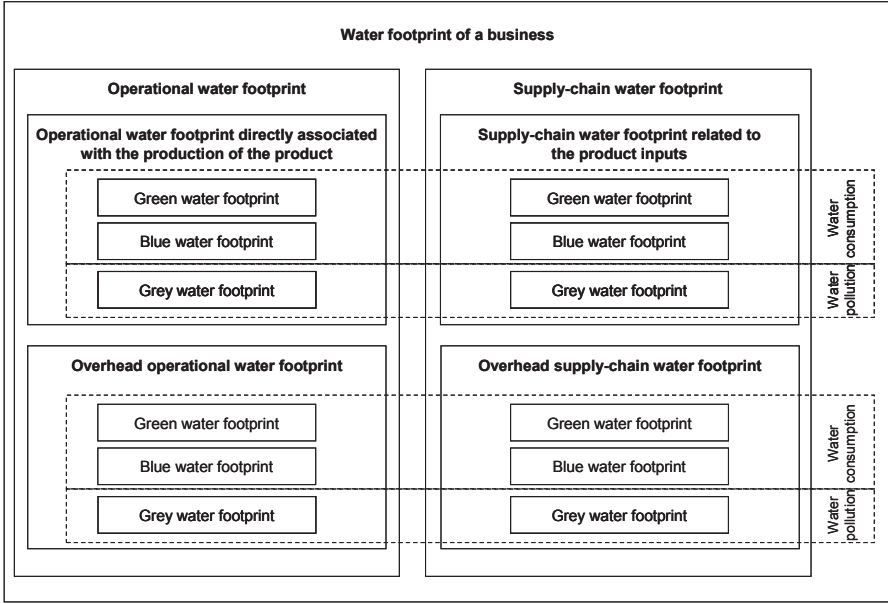 Water footprint of a business
Operational water footprint
Operational water footprint directly associated
with the production of the product
Green water footprint
Blue water footprint
Grey water footprint
Overhead operational water footprint
Green water footprint
Blue water footprint
Grey water footprint
Supply-chain water footprint
Supply-chain water footprint related to
the product inputs
Green water footprint
Blue water footprint
Grey water footprint
Overhead supply-chain water footprint
Green water footprint
Blue water footprint
Grey water footprint
Water
consumption
Water
pollution
Water
consumption
Water
pollution